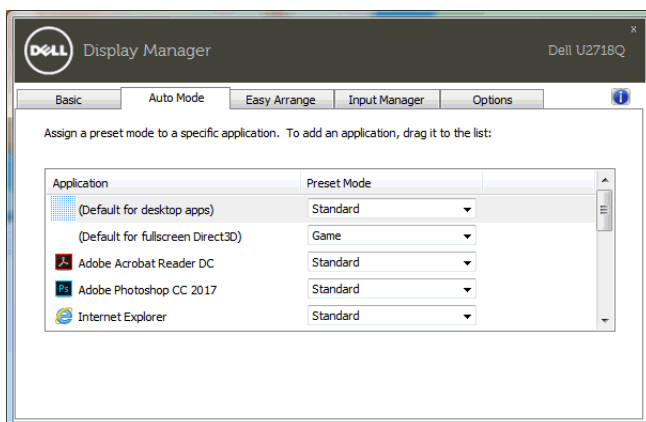 DELL Display Manager Dell U2718Q x
Basic Auto Mode Easy Arrange Input Manager Options i
Assign a preset mode to a specific application. To add an application, drag it to the list:
Application Preset Mode
(Default for desktop apps) Standard
(Default for fullscreen Direct3D) Game
Adobe Acrobat Reader DC Standard
Ps Adobe Photoshop CC 2017 Standard
Internet Explorer Standard